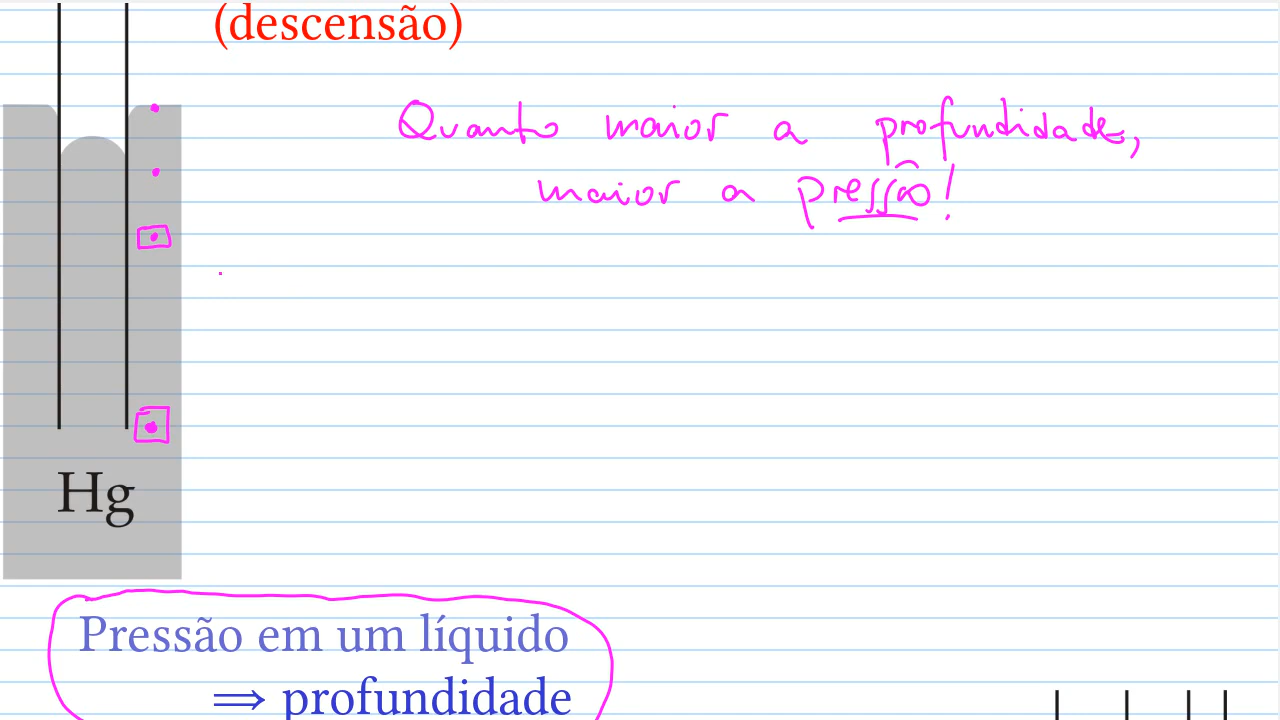 (descensão)
Quanto maior a profundidade,
maior a pressão!
Hg
Pressão em um líquido
⟹ profundidade